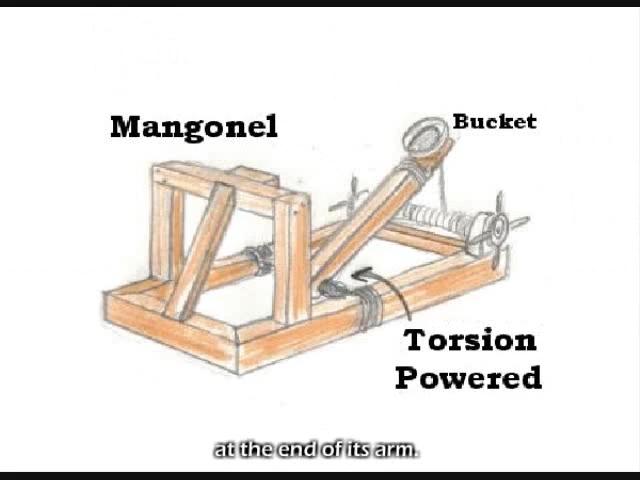 Mangonel
Bucket
Torsion
Powered
at the end of its arm.